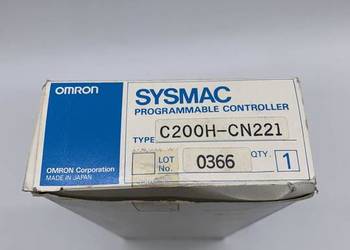 OMRON
SYSMAC
PROGRAMMABLE CONTROLLER
TYPE C200H-CN221
LOT No. 0366 QTY. 1
OMRON Corporation
MADE IN JAPAN